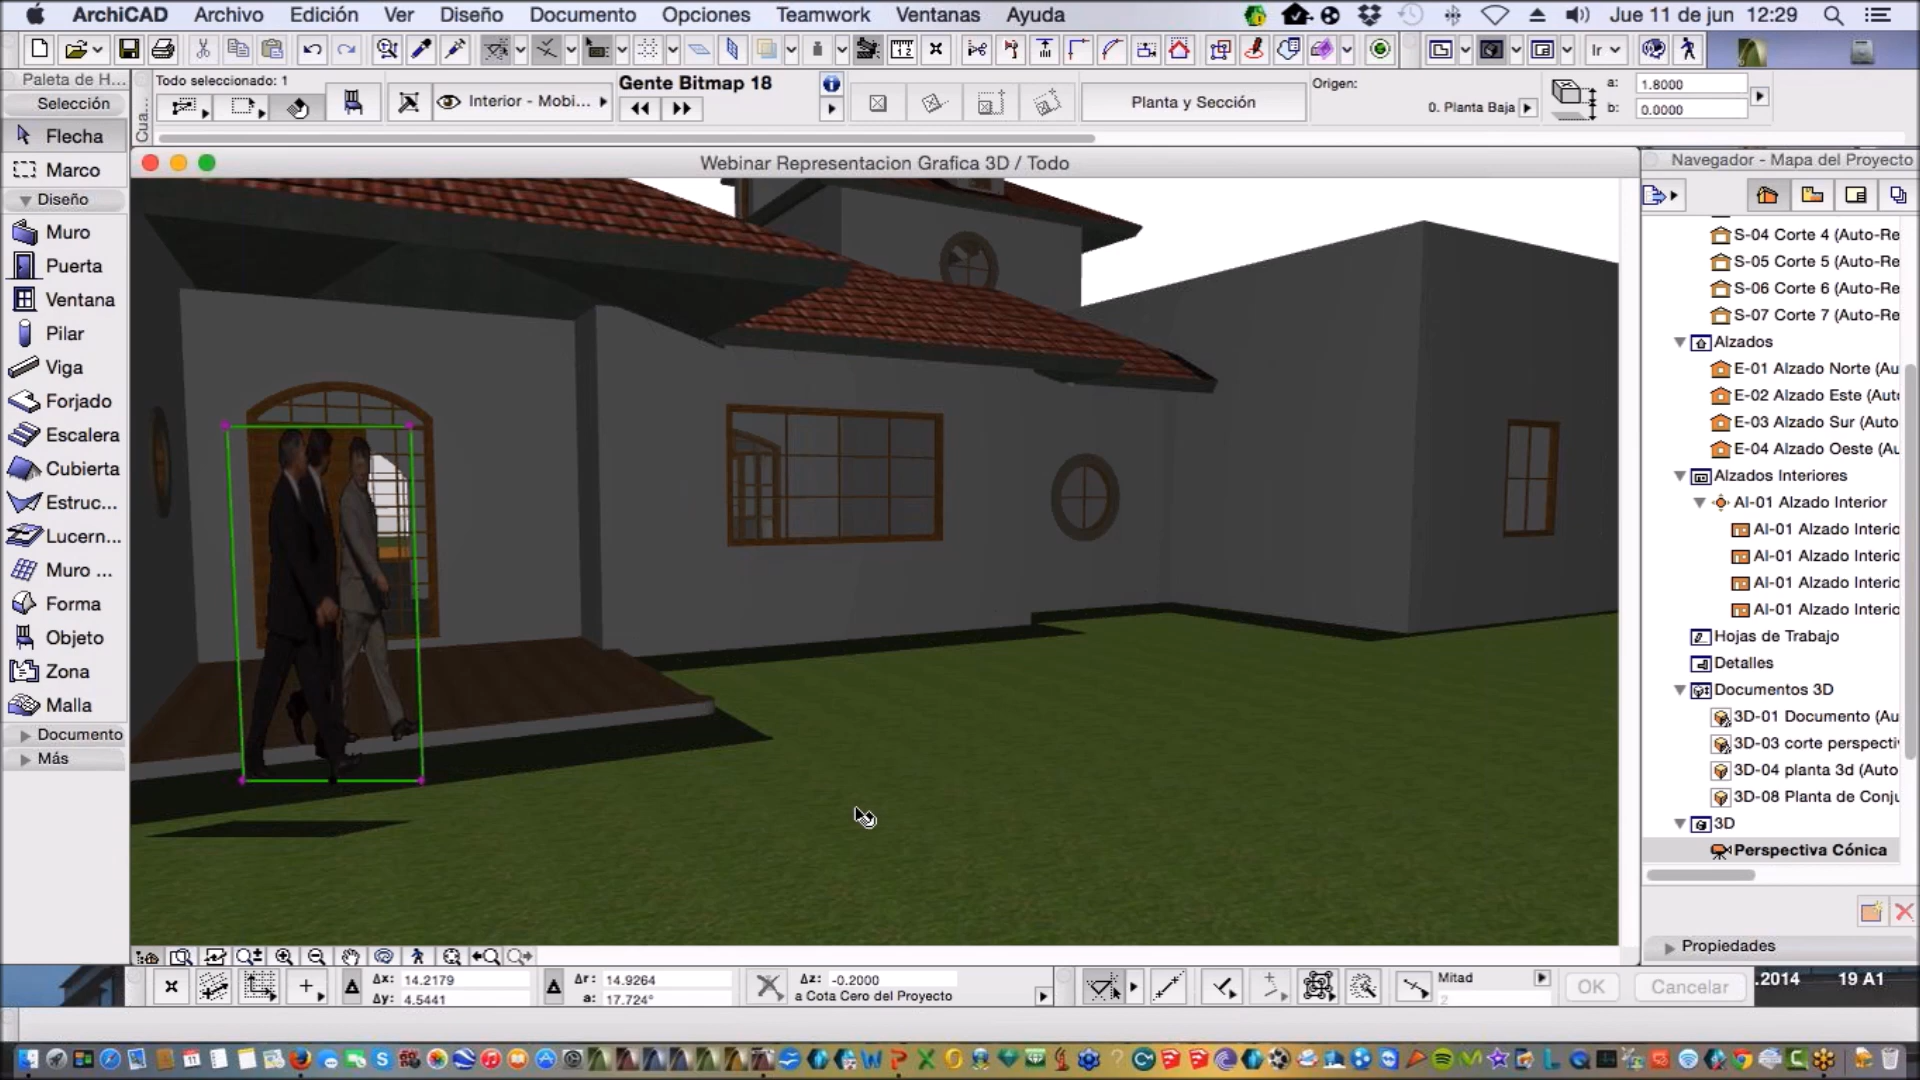 ArchiCAD Archivo Edición Ver Diseño Documento Opciones Teamwork Ventanas Ayuda Jue 11 de jun 12:29
Ir
Paleta de H...
Todo seleccionado: 1
Gente Bitmap 18
Origen:
a: 1.8000
Selección
Cua...
Interior - Mobi...
Planta y Sección
0. Planta Baja
b: 0.0000
Flecha
Marco
Webinar Representacion Grafica 3D / Todo
Navegador - Mapa del Proyecto
Diseño
Muro
Puerta
Ventana
Pilar
Viga
Forjado
Escalera
Cubierta
Estruc...
Lucern...
Muro ...
Forma
Objeto
Zona
Malla
Documento
Más
S-04 Corte 4 (Auto-Re
S-05 Corte 5 (Auto-Re
S-06 Corte 6 (Auto-Re
S-07 Corte 7 (Auto-Re
Alzados
E-01 Alzado Norte (Au
E-02 Alzado Este (Aut
E-03 Alzado Sur (Auto
E-04 Alzado Oeste (Au
Alzados Interiores
AI-01 Alzado Interior
AI-01 Alzado Interio
AI-01 Alzado Interio
AI-01 Alzado Interio
AI-01 Alzado Interio
Hojas de Trabajo
Detalles
Documentos 3D
3D-01 Documento (Au
3D-03 corte perspecti
3D-04 planta 3d (Auto
3D-08 Planta de Conju
3D
Perspectiva Cónica
Propiedades
Δx: 14.2179
Δy: 4.5441
Δr: 14.9264
a: 17.724°
Δz: -0.2000
a Cota Cero del Proyecto
Mitad
2
OK
Cancelar
.2014 19 A1